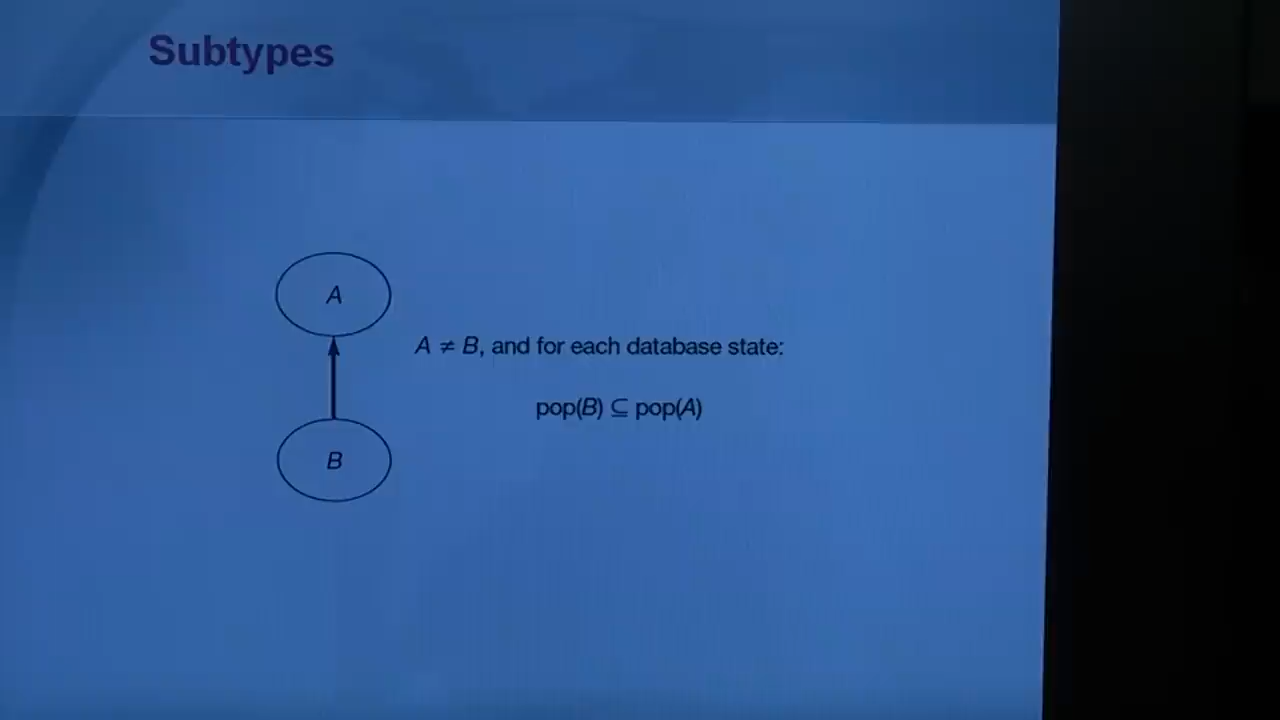 Subtypes
A
A ≠ B, and for each database state:
pop(B) ⊆ pop(A)
B